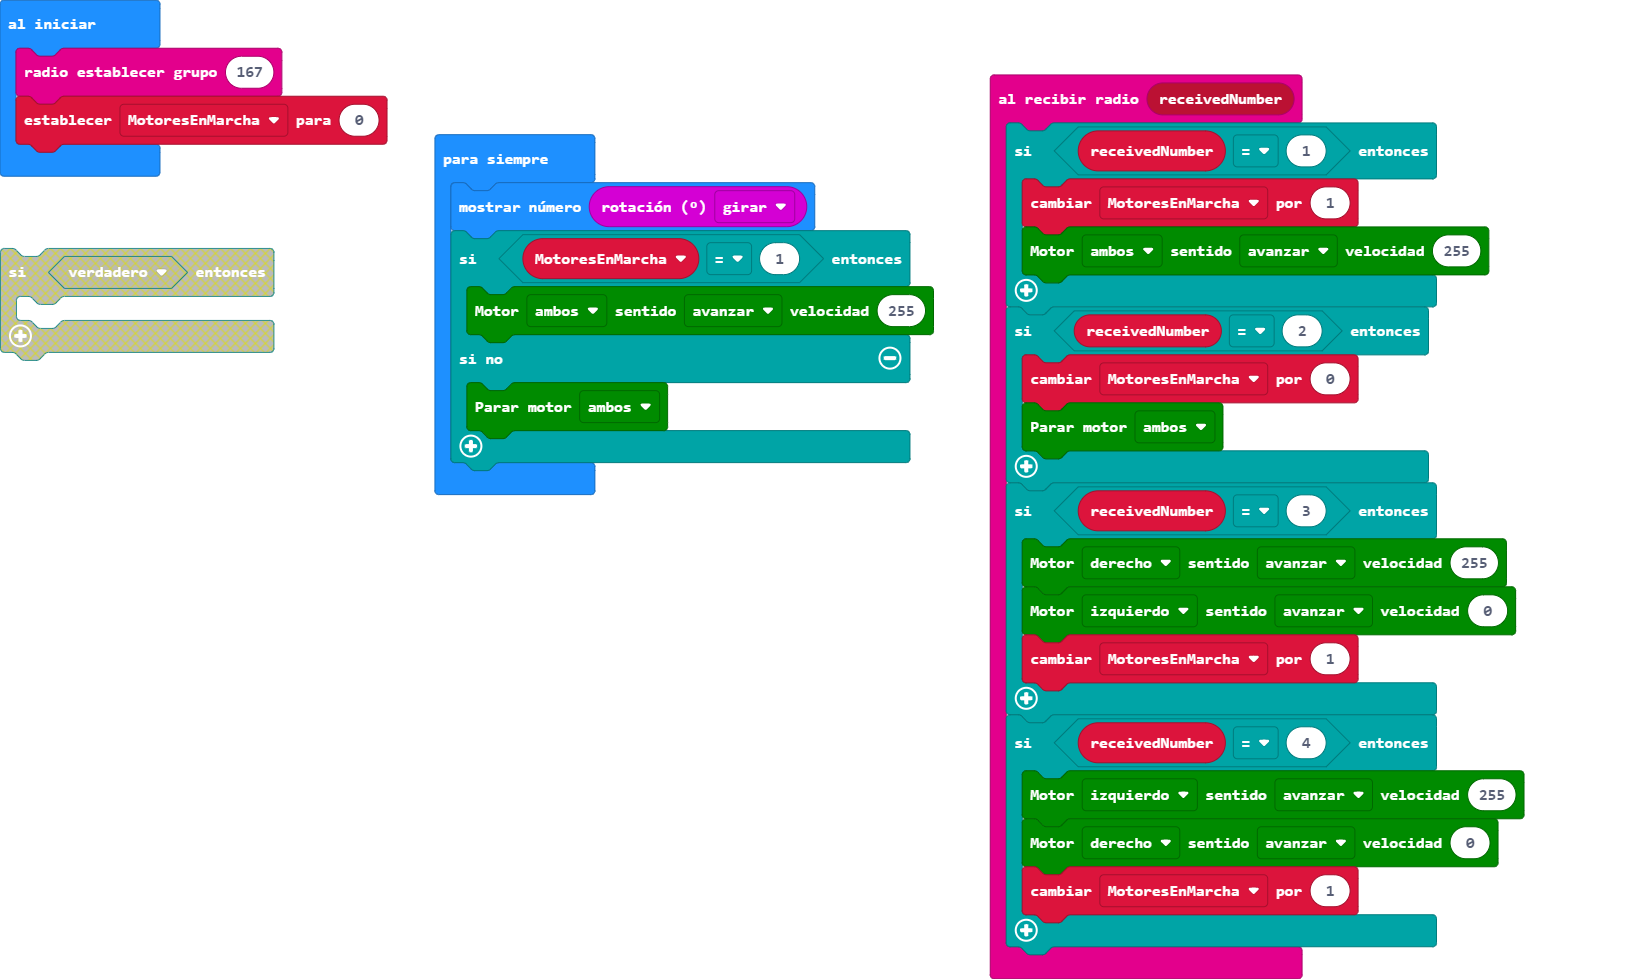 al iniciar
radio establecer grupo 167
establecer MotoresEnMarcha para 0
si verdadero entonces
para siempre
mostrar número rotación (º) girar
si MotoresEnMarcha = 1 entonces
Motor ambos sentido avanzar velocidad 255
si no
Parar motor ambos
al recibir radio receivedNumber
si receivedNumber = 1 entonces
cambiar MotoresEnMarcha por 1
Motor ambos sentido avanzar velocidad 255
si receivedNumber = 2 entonces
cambiar MotoresEnMarcha por 0
Parar motor ambos
si receivedNumber = 3 entonces
Motor derecho sentido avanzar velocidad 255
Motor izquierdo sentido avanzar velocidad 0
cambiar MotoresEnMarcha por 1
si receivedNumber = 4 entonces
Motor izquierdo sentido avanzar velocidad 255
Motor derecho sentido avanzar velocidad 0
cambiar MotoresEnMarcha por 1